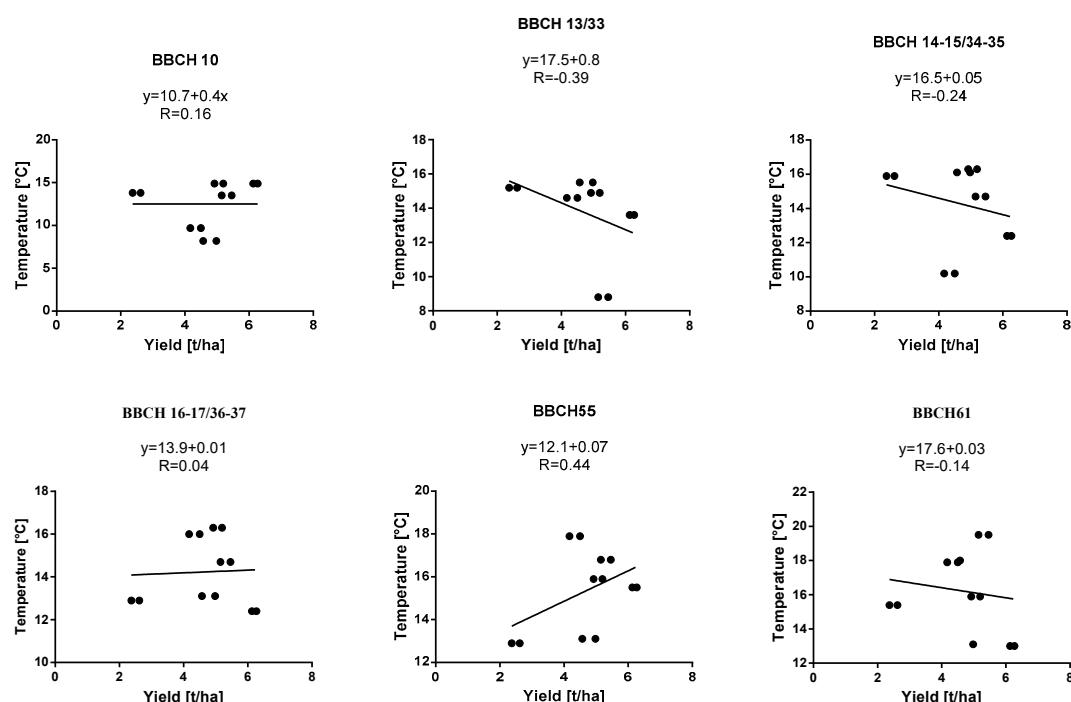 BBCH 10
y=10.7+0.4x
R=0.16
20
15
10
5
0
0 2 4 6 8
Temperature [°C]
Yield [t/ha]
BBCH 13/33
y=17.5+0.8
R=-0.39
18
16
14
12
10
8
0 2 4 6 8
Temperature [°C]
Yield [t/ha]
BBCH 14-15/34-35
y=16.5+0.05
R=-0.24
18
16
14
12
10
8
0 2 4 6 8
Temperature [°C]
Yield [t/ha]
BBCH 16-17/36-37
y=13.9+0.01
R=0.04
18
16
14
12
10
0 2 4 6 8
Temperature [°C]
Yield [t/ha]
BBCH55
y=12.1+0.07
R=0.44
20
18
16
14
12
0 2 4 6 8
Temperature [°C]
Yield [t/ha]
BBCH61
y=17.6+0.03
R=-0.14
22
20
18
16
14
12
0 2 4 6 8
Temperature [°C]
Yield [t/ha]